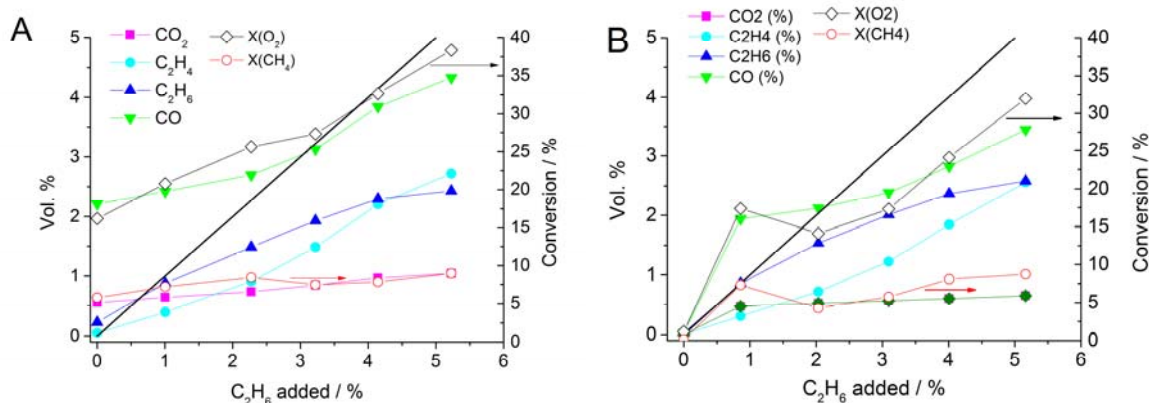 A
CO₂
C₂H₄
C₂H₆
CO
X(O₂)
X(CH₄)
Vol. %
5
4
3
2
1
0
0 1 2 3 4 5 6
C₂H₆ added / %
40
35
30
25
20
15
10
5
0
Conversion / %
B
CO2 (%)
C2H4 (%)
C2H6 (%)
CO (%)
X(O2)
X(CH4)
Vol. %
5
4
3
2
1
0
0 1 2 3 4 5 6
C₂H₆ added / %
40
35
30
25
20
15
10
5
0
Conversion / %